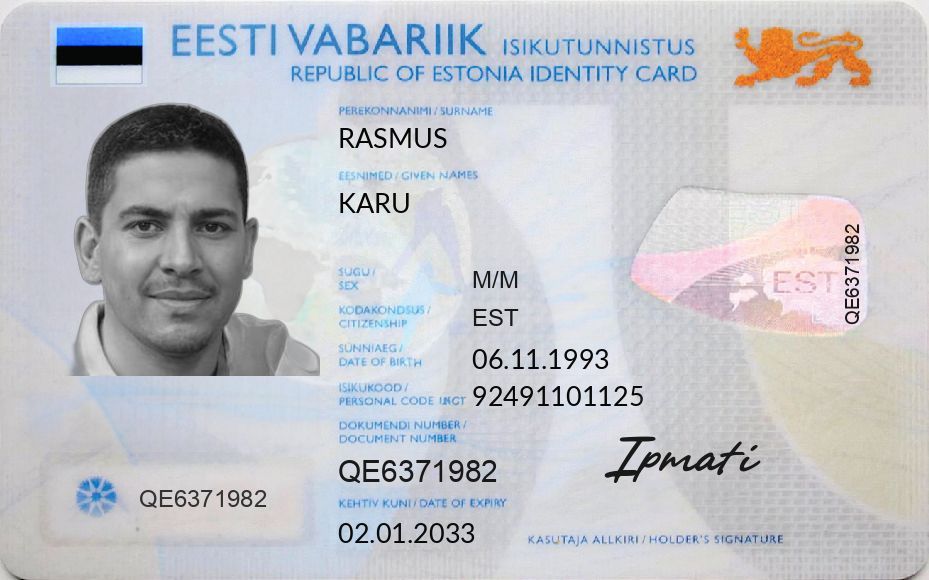 EESTI VABARIIK ISIKUTUNNISTUS
REPUBLIC OF ESTONIA IDENTITY CARD
PEREKONNANIMI / SURNAME
RASMUS
EESNIMED / GIVEN NAMES
KARU
SUGU /
SEX
M/M
KODAKONDSUS /
CITIZENSHIP
EST
SÜNNIAEG /
DATE OF BIRTH
06.11.1993
ISIKUKOOD /
PERSONAL CODE
92491101125
DOKUMENDI NUMBER /
DOCUMENT NUMBER
QE6371982
KEHTIV KUNI / DATE OF EXPIRY
02.01.2033
QE6371982
EST
QE6371982
Ipmati
KASUTAJA ALLKIRI / HOLDER'S SIGNATURE